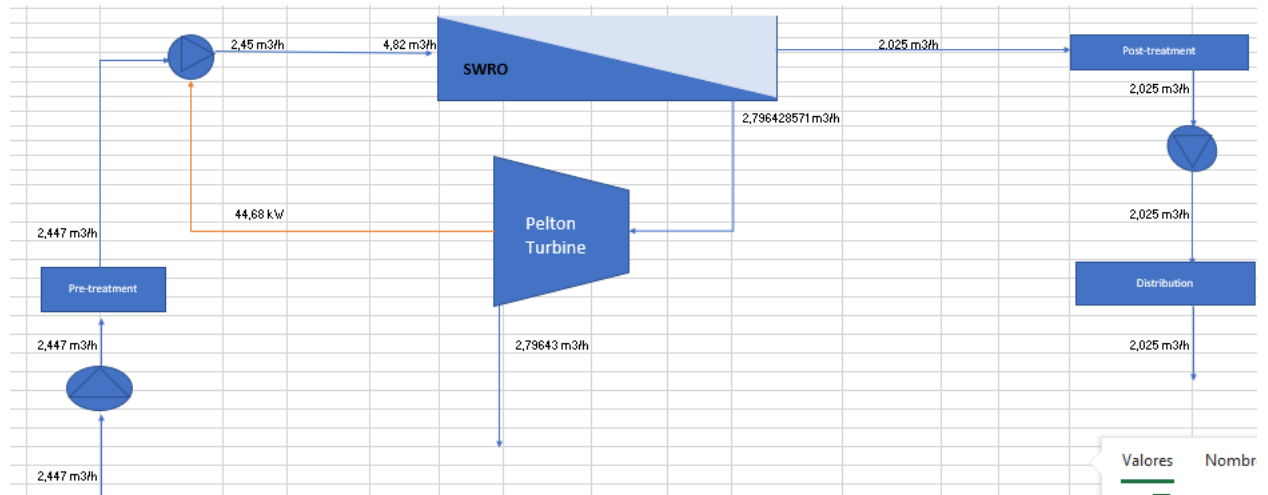 2,45 m3/h
4,82 m3/h
2.025 m3/h
Post-treatment
SWRO
2,025 m3/h
2,796428571 m3/h
44,68 kW
Pelton
Turbine
2,025 m3/h
2,447 m3/h
Pre-treatment
Distribution
2,447 m3/h
2,79643 m3/h
2,025 m3/h
2,447 m3/h
Valores
Nombr